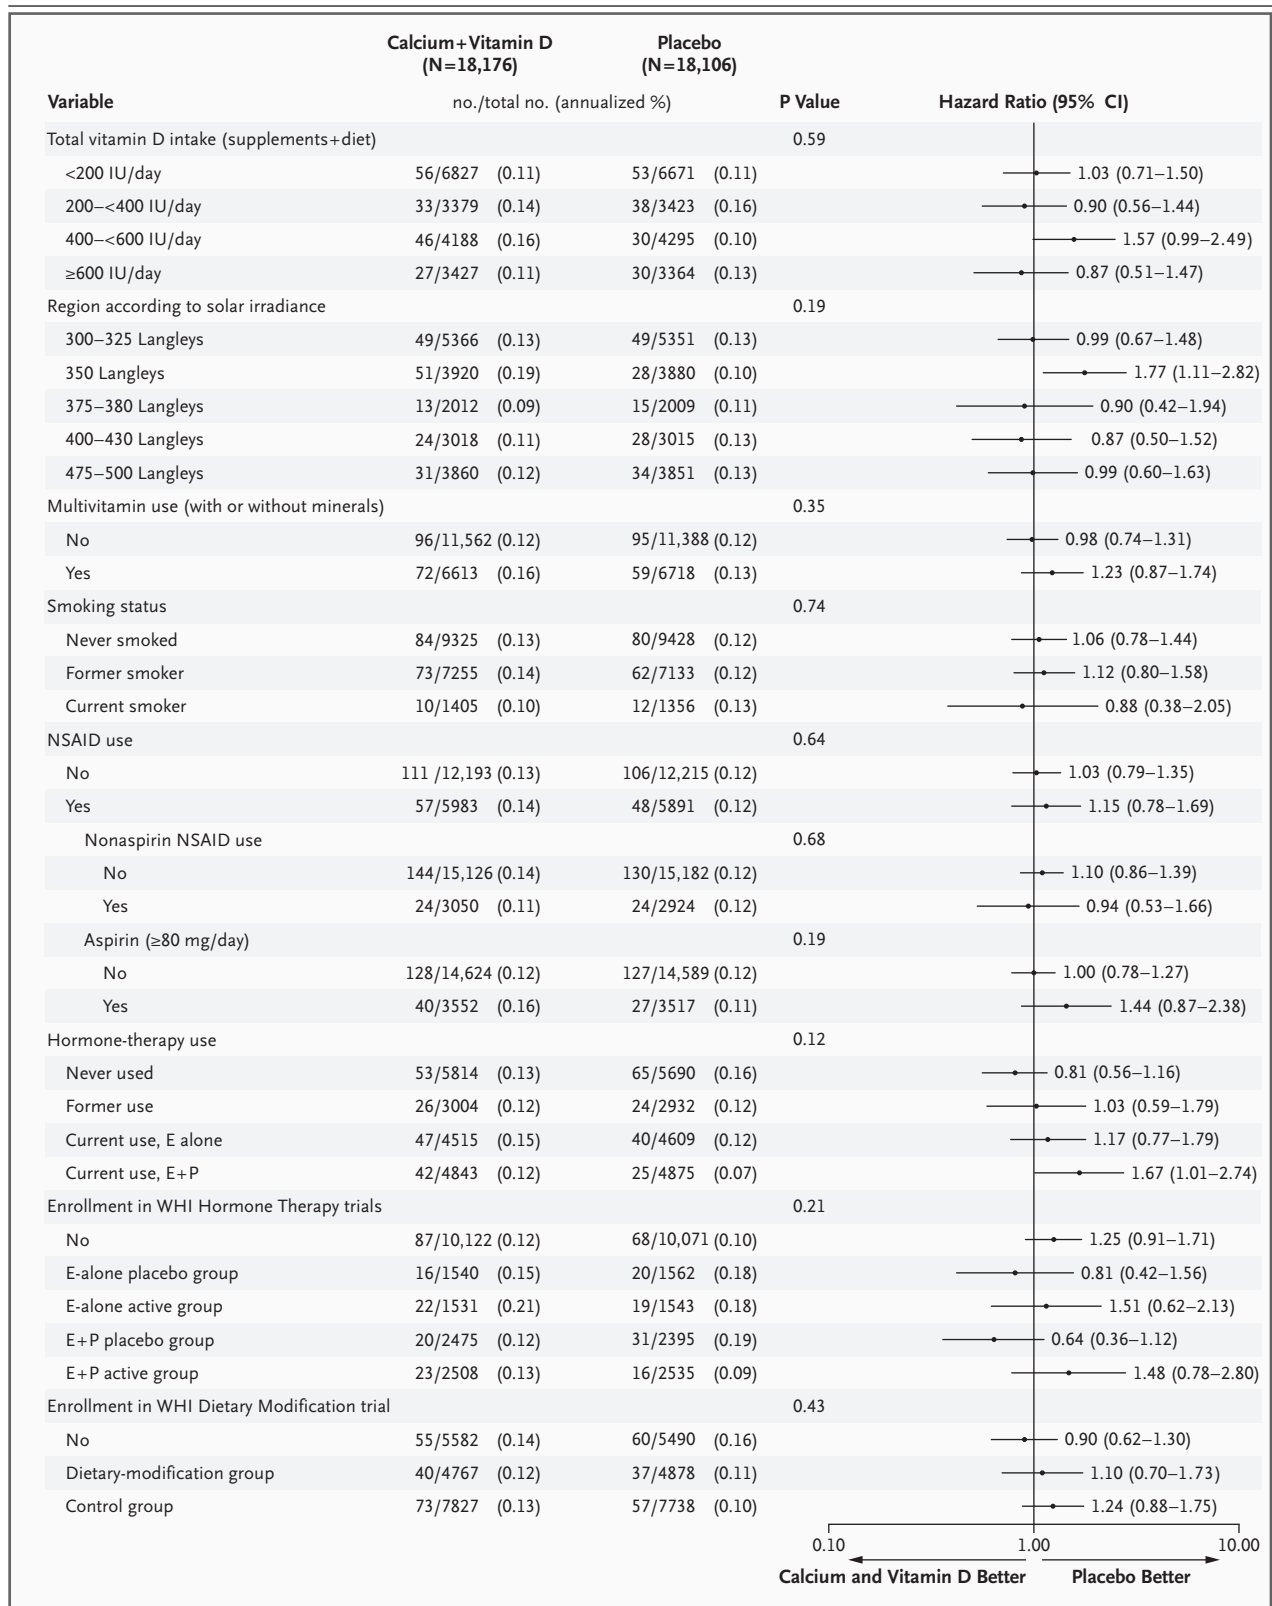 Calcium+Vitamin D Placebo
(N=18,176) (N=18,106)
Variable no./total no. (annualized %) P Value Hazard Ratio (95% CI)
Total vitamin D intake (supplements+diet) 0.59
<200 IU/day 56/6827 (0.11) 53/6671 (0.11) 1.03 (0.71–1.50)
200–<400 IU/day 33/3379 (0.14) 38/3423 (0.16) 0.90 (0.56–1.44)
400–<600 IU/day 46/4188 (0.16) 30/4295 (0.10) 1.57 (0.99–2.49)
≥600 IU/day 27/3427 (0.11) 30/3364 (0.13) 0.87 (0.51–1.47)
Region according to solar irradiance 0.19
300–325 Langleys 49/5366 (0.13) 49/5351 (0.13) 0.99 (0.67–1.48)
350 Langleys 51/3920 (0.19) 28/3880 (0.10) 1.77 (1.11–2.82)
375–380 Langleys 13/2012 (0.09) 15/2009 (0.11) 0.90 (0.42–1.94)
400–430 Langleys 24/3018 (0.11) 28/3015 (0.13) 0.87 (0.50–1.52)
475–500 Langleys 31/3860 (0.12) 34/3851 (0.13) 0.99 (0.60–1.63)
Multivitamin use (with or without minerals) 0.35
No 96/11,562 (0.12) 95/11,388 (0.12) 0.98 (0.74–1.31)
Yes 72/6613 (0.16) 59/6718 (0.13) 1.23 (0.87–1.74)
Smoking status 0.74
Never smoked 84/9325 (0.13) 80/9428 (0.12) 1.06 (0.78–1.44)
Former smoker 73/7255 (0.14) 62/7133 (0.12) 1.12 (0.80–1.58)
Current smoker 10/1405 (0.10) 12/1356 (0.13) 0.88 (0.38–2.05)
NSAID use 0.64
No 111 /12,193 (0.13) 106/12,215 (0.12) 1.03 (0.79–1.35)
Yes 57/5983 (0.14) 48/5891 (0.12) 1.15 (0.78–1.69)
Nonaspirin NSAID use 0.68
No 144/15,126 (0.14) 130/15,182 (0.12) 1.10 (0.86–1.39)
Yes 24/3050 (0.11) 24/2924 (0.12) 0.94 (0.53–1.66)
Aspirin (≥80 mg/day) 0.19
No 128/14,624 (0.12) 127/14,589 (0.12) 1.00 (0.78–1.27)
Yes 40/3552 (0.16) 27/3517 (0.11) 1.44 (0.87–2.38)
Hormone-therapy use 0.12
Never used 53/5814 (0.13) 65/5690 (0.16) 0.81 (0.56–1.16)
Former use 26/3004 (0.12) 24/2932 (0.12) 1.03 (0.59–1.79)
Current use, E alone 47/4515 (0.15) 40/4609 (0.12) 1.17 (0.77–1.79)
Current use, E+P 42/4843 (0.12) 25/4875 (0.07) 1.67 (1.01–2.74)
Enrollment in WHI Hormone Therapy trials 0.21
No 87/10,122 (0.12) 68/10,071 (0.10) 1.25 (0.91–1.71)
E-alone placebo group 16/1540 (0.15) 20/1562 (0.18) 0.81 (0.42–1.56)
E-alone active group 22/1531 (0.21) 19/1543 (0.18) 1.51 (0.62–2.13)
E+P placebo group 20/2475 (0.12) 31/2395 (0.19) 0.64 (0.36–1.12)
E+P active group 23/2508 (0.13) 16/2535 (0.09) 1.48 (0.78–2.80)
Enrollment in WHI Dietary Modification trial 0.43
No 55/5582 (0.14) 60/5490 (0.16) 0.90 (0.62–1.30)
Dietary-modification group 40/4767 (0.12) 37/4878 (0.11) 1.10 (0.70–1.73)
Control group 73/7827 (0.13) 57/7738 (0.10) 1.24 (0.88–1.75)
0.10 1.00 10.00
Calcium and Vitamin D Better Placebo Better